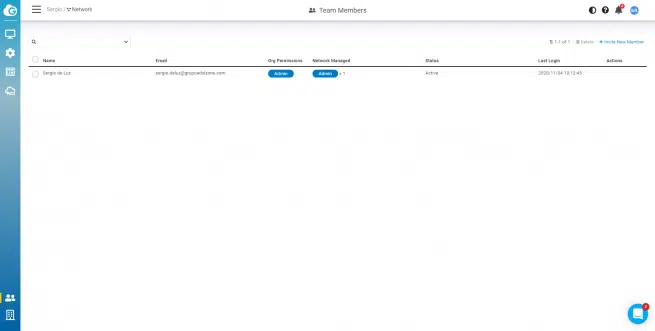 Sergio / Network
Team Members
1-1 of 1 Delete + Invite New Member
Name Email Org Permissions Network Managed Status Last Login Actions
Sergio de Luz sergio.deluz@grupoadslzone.com Admin Admin + 1 Active 2020/11/04 10:12:45